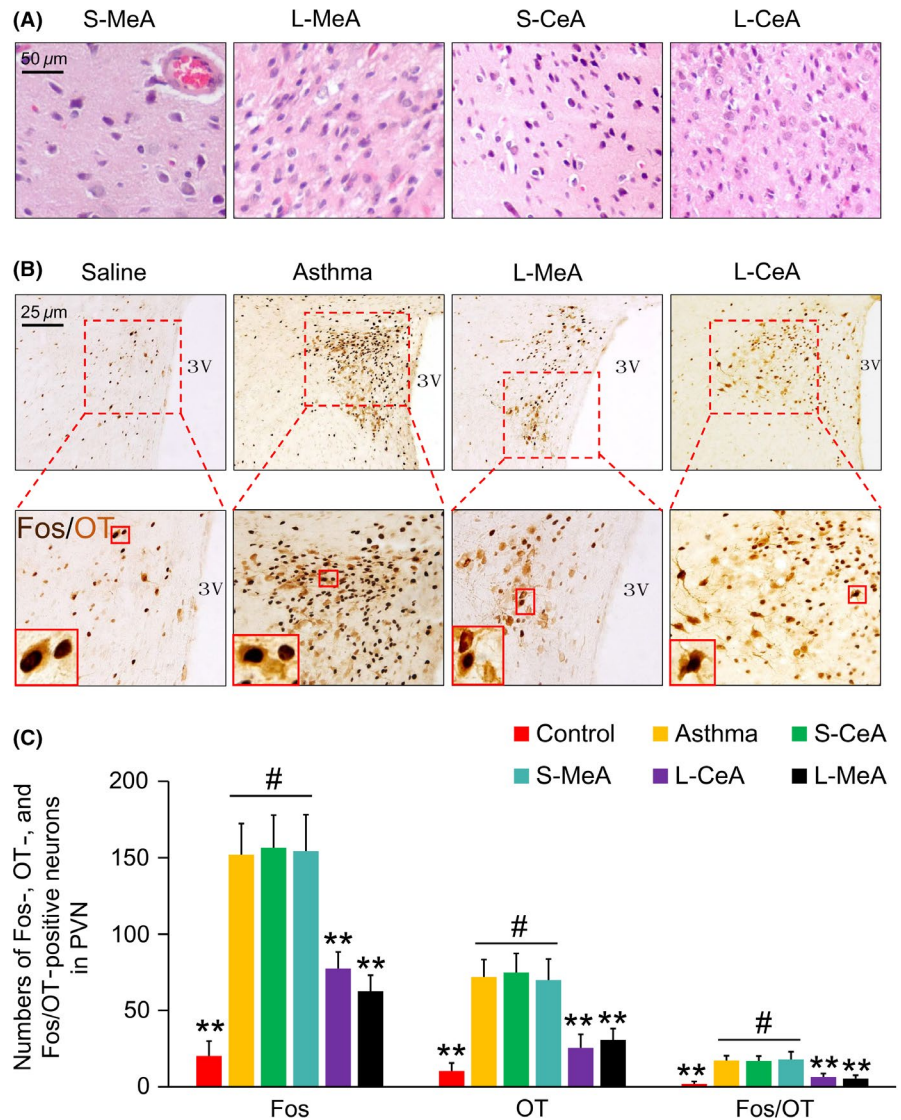 (A) S-MeA L-MeA S-CeA L-CeA
50 µm
(B) Saline Asthma L-MeA L-CeA
25 µm
3V 3V 3V 3V
Fos/OT
3V 3V
(C)
Control Asthma S-CeA
S-MeA L-CeA L-MeA
Numbers of Fos-, OT-, and
Fos/OT-positive neurons
in PVN
200
150
100
50
0
** # ** **
** # ** **
** # ** **
Fos OT Fos/OT